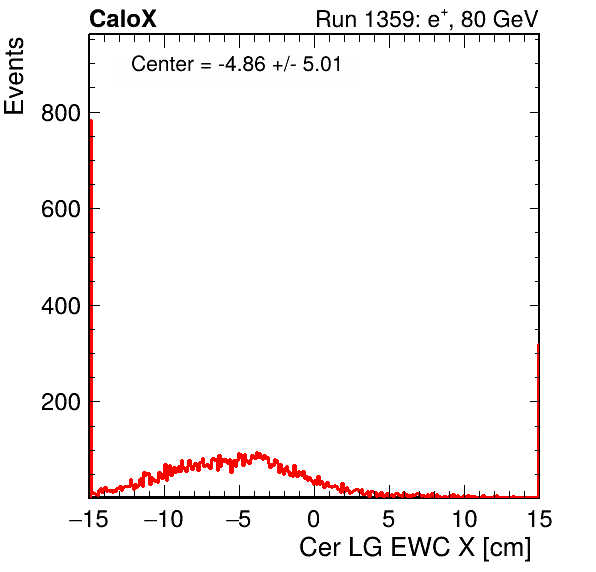 CaloX Run 1359: e⁺, 80 GeV
Center = -4.86 +/- 5.01
Events
800
600
400
200
−15 −10 −5 0 5 10 15
Cer LG EWC X [cm]